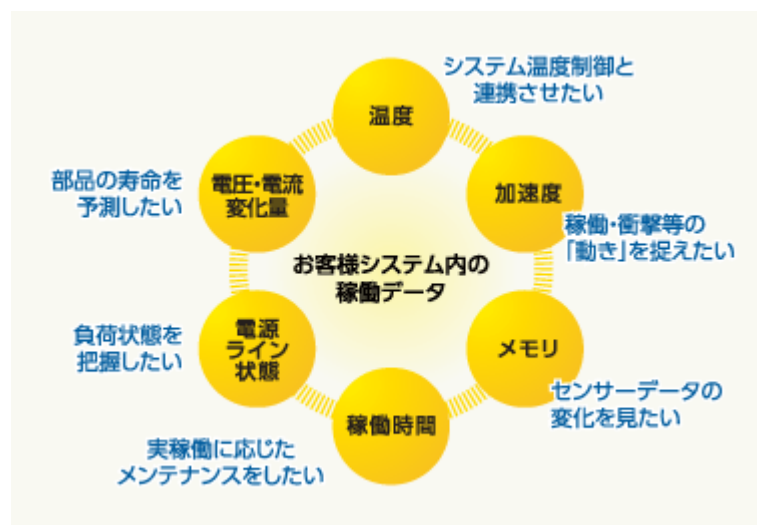 システム温度制御と
連携させたい
温度
部品の寿命を
予測したい
電圧・電流
変化量
加速度
稼働・衝撃等の
「動き」を捉えたい
お客様システム内の
稼働データ
負荷状態を
把握したい
電源
ライン
状態
メモリ
センサーデータの
変化を見たい
稼働時間
実稼働に応じた
メンテナンスをしたい